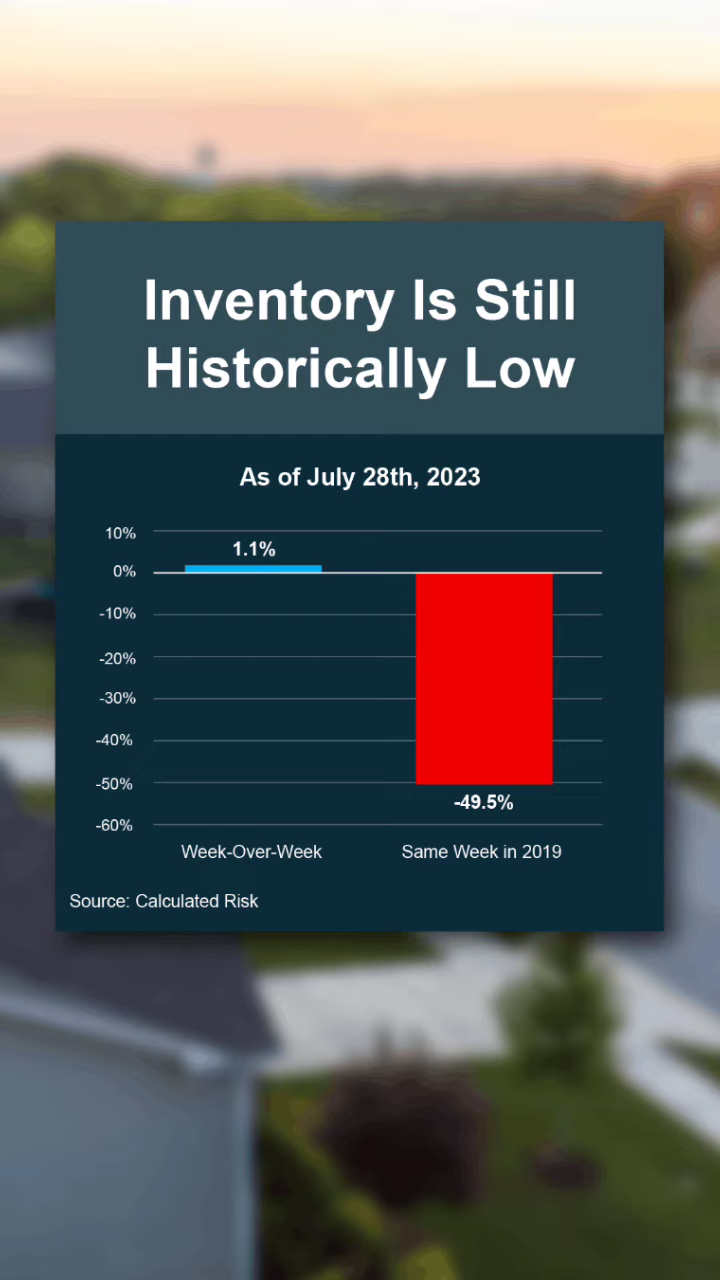 Inventory Is Still
Historically Low
As of July 28th, 2023
10%
0%
-10%
-20%
-30%
-40%
-50%
-60%
1.1%
-49.5%
Week-Over-Week
Same Week in 2019
Source: Calculated Risk